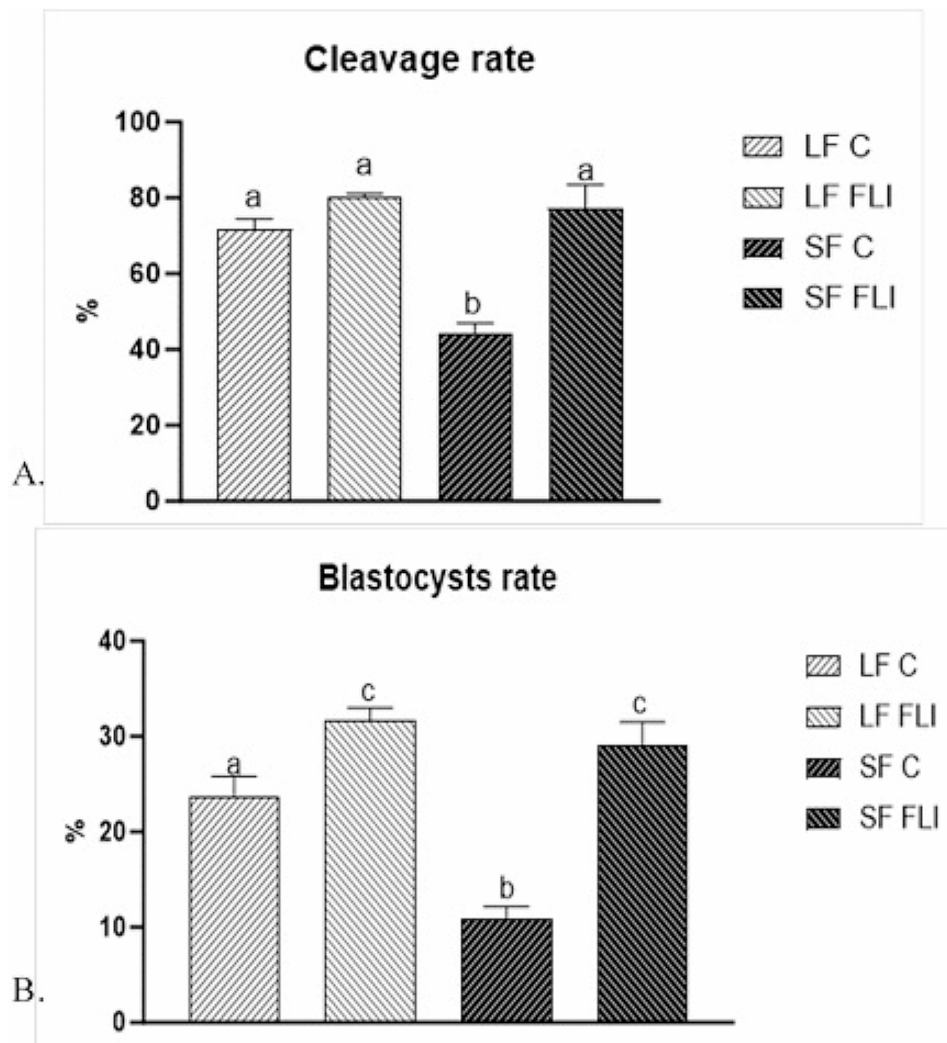 Cleavage rate
100
80
60
40
20
0
%
a
a
b
a
LF C
LF FLI
SF C
SF FLI
A.
Blastocysts rate
40
30
20
10
0
%
a
c
b
c
LF C
LF FLI
SF C
SF FLI
B.